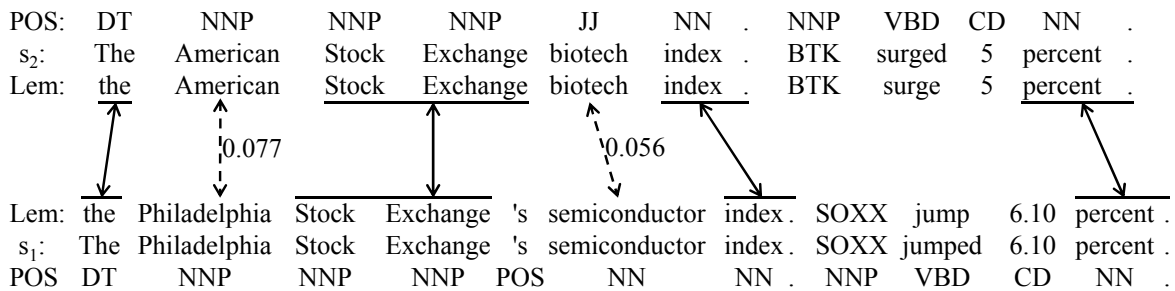 POS: DT NNP NNP NNP JJ NN . NNP VBD CD NN .
s₂: The American Stock Exchange biotech index . BTK surged 5 percent .
Lem: the American Stock Exchange biotech index . BTK surge 5 percent .
0.077 0.056
Lem: the Philadelphia Stock Exchange 's semiconductor index . SOXX jump 6.10 percent .
s₁: The Philadelphia Stock Exchange 's semiconductor index . SOXX jumped 6.10 percent .
POS DT NNP NNP NNP POS NN NN . NNP VBD CD NN .